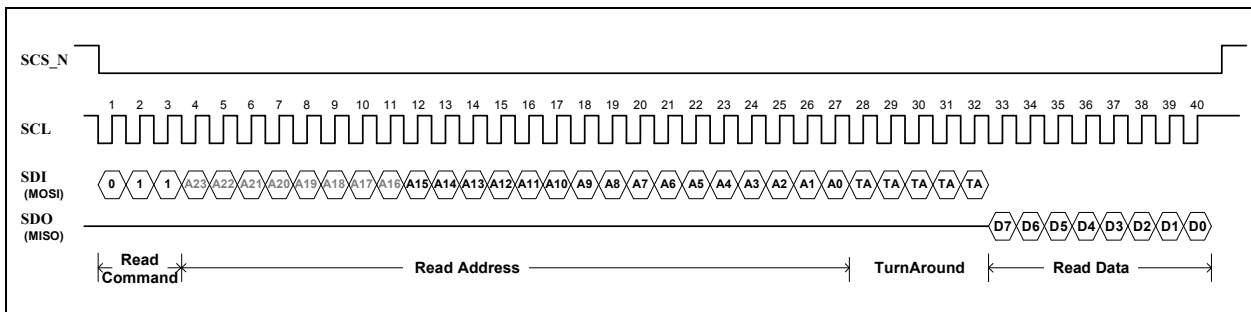 SCS_N
1 2 3 4 5 6 7 8 9 10 11 12 13 14 15 16 17 18 19 20 21 22 23 24 25 26 27 28 29 30 31 32 33 34 35 36 37 38 39 40
SCL
SDI
(MOSI)
0 1 1 A23 A22 A21 A20 A19 A18 A17 A16 A15 A14 A13 A12 A11 A10 A9 A8 A7 A6 A5 A4 A3 A2 A1 A0 TA TA TA TA TA
SDO
(MISO)
D7 D6 D5 D4 D3 D2 D1 D0
Read
Command
Read Address
TurnAround
Read Data